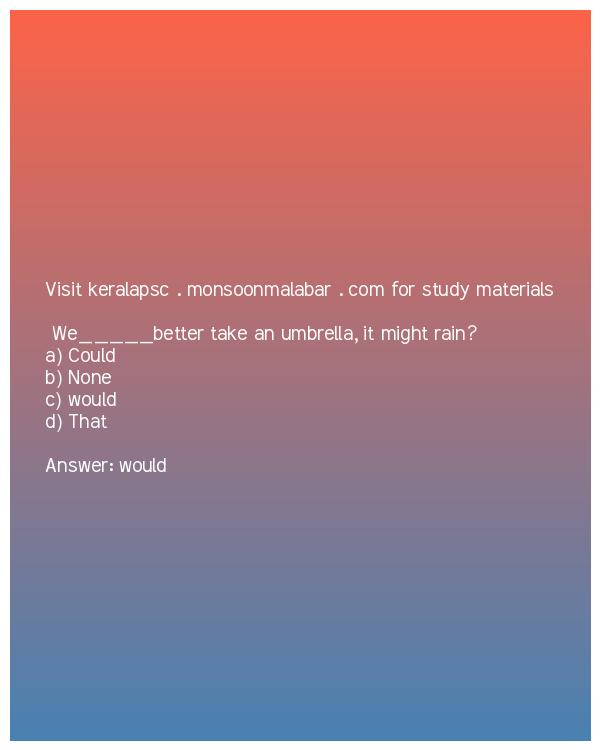 Visit keralapsc . monsoonmalabar . com for study materials
We_____better take an umbrella, it might rain?
a) Could
b) None
c) would
d) That
Answer: would